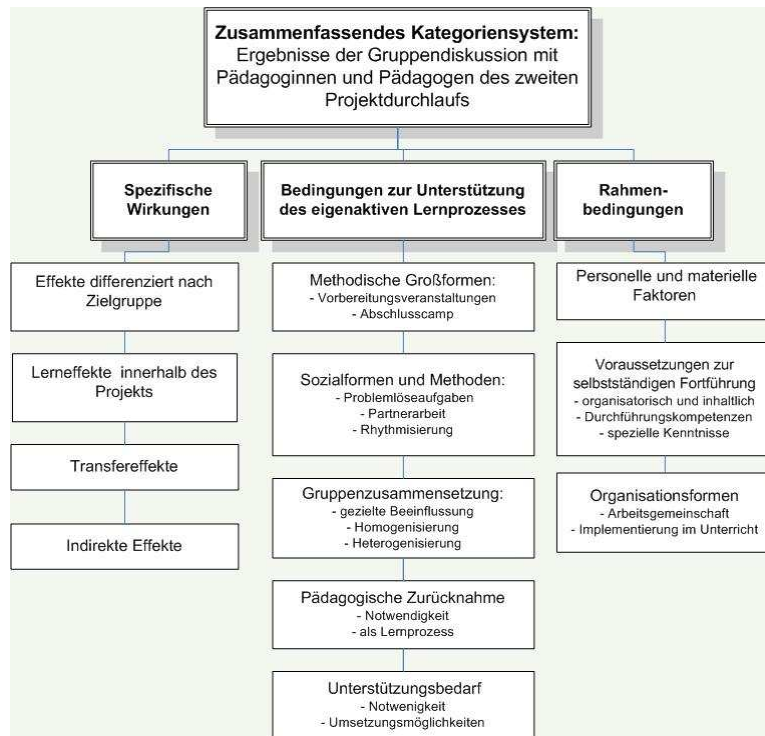 Zusammenfassendes Kategoriensystem:
Ergebnisse der Gruppendiskussion mit
Pädagoginnen und Pädagogen des zweiten
Projektdurchlaufs
Spezifische
Wirkungen
Effekte differenziert nach
Zielgruppe
Lerneffekte innerhalb des
Projekts
Transfereffekte
Indirekte Effekte
Bedingungen zur Unterstützung
des eigenaktiven Lernprozesses
Methodische Großformen:
- Vorbereitungsveranstaltungen
- Abschlusscamp
Sozialformen und Methoden:
- Problemlöseaufgaben
- Partnerarbeit
- Rhythmisierung
Gruppenzusammensetzung:
- gezielte Beeinflussung
- Homogenisierung
- Heterogenisierung
Pädagogische Zurücknahme
- Notwendigkeit
- als Lernprozess
Unterstützungsbedarf
- Notwenigkeit
- Umsetzungsmöglichkeiten
Rahmen-
bedingungen
Personelle und materielle
Faktoren
Voraussetzungen zur
selbstständigen Fortführung
- organisatorisch und inhaltlich
- Durchführungskompetenzen
- spezielle Kenntnisse
Organisationsformen
- Arbeitsgemeinschaft
- Implementierung im Unterricht